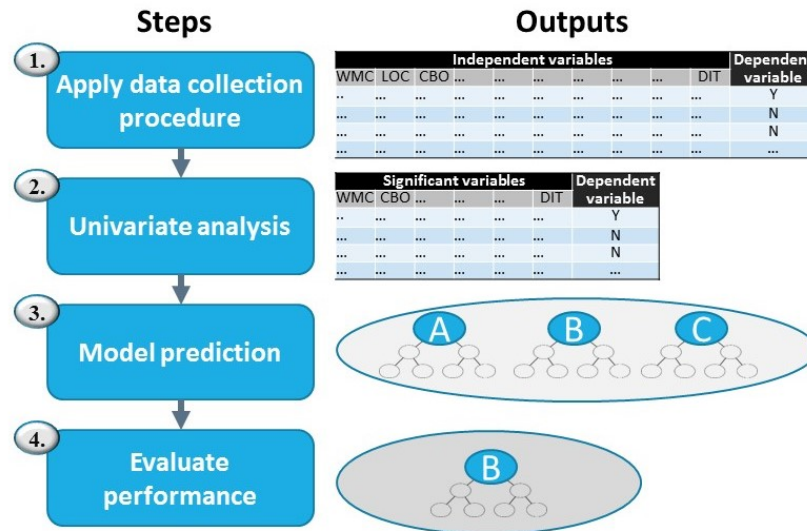 Steps
Outputs
1.
Apply data collection
procedure
Independent variables Dependent
WMC LOC CBO ... ... ... ... ... ... DIT variable
.. ... ... ... ... ... ... ... ... ... Y
... ... ... ... ... ... ... ... ... ... N
... ... ... ... ... ... ... ... ... ... N
... ... ... ... ... ... ... ... ... ... ...
2.
Univariate analysis
Significant variables Dependent
WMC CBO ... ... ... DIT variable
.. ... ... ... ... ... Y
... ... ... ... ... ... N
... ... ... ... ... ... N
... ... ... ... ... ... ...
3.
Model prediction
A B C
4.
Evaluate
performance
B